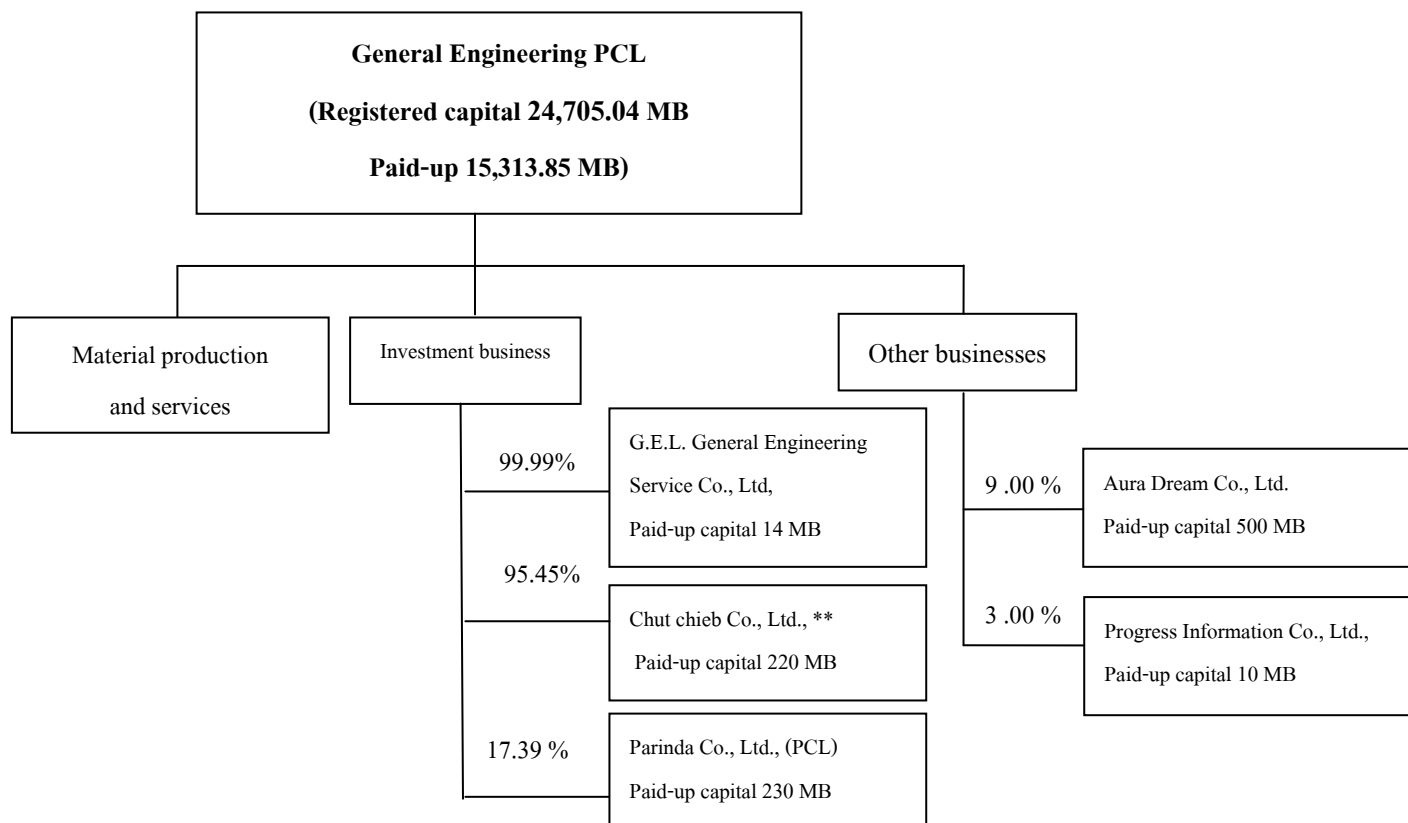 General Engineering PCL
(Registered capital 24,705.04 MB
Paid-up 15,313.85 MB)
Material production
and services
Investment business
Other businesses
99.99%
G.E.L. General Engineering
Service Co., Ltd,
Paid-up capital 14 MB
95.45%
Chut chieb Co., Ltd., **
Paid-up capital 220 MB
17.39 %
Parinda Co., Ltd., (PCL)
Paid-up capital 230 MB
9 .00 %
Aura Dream Co., Ltd.
Paid-up capital 500 MB
3 .00 %
Progress Information Co., Ltd.,
Paid-up capital 10 MB